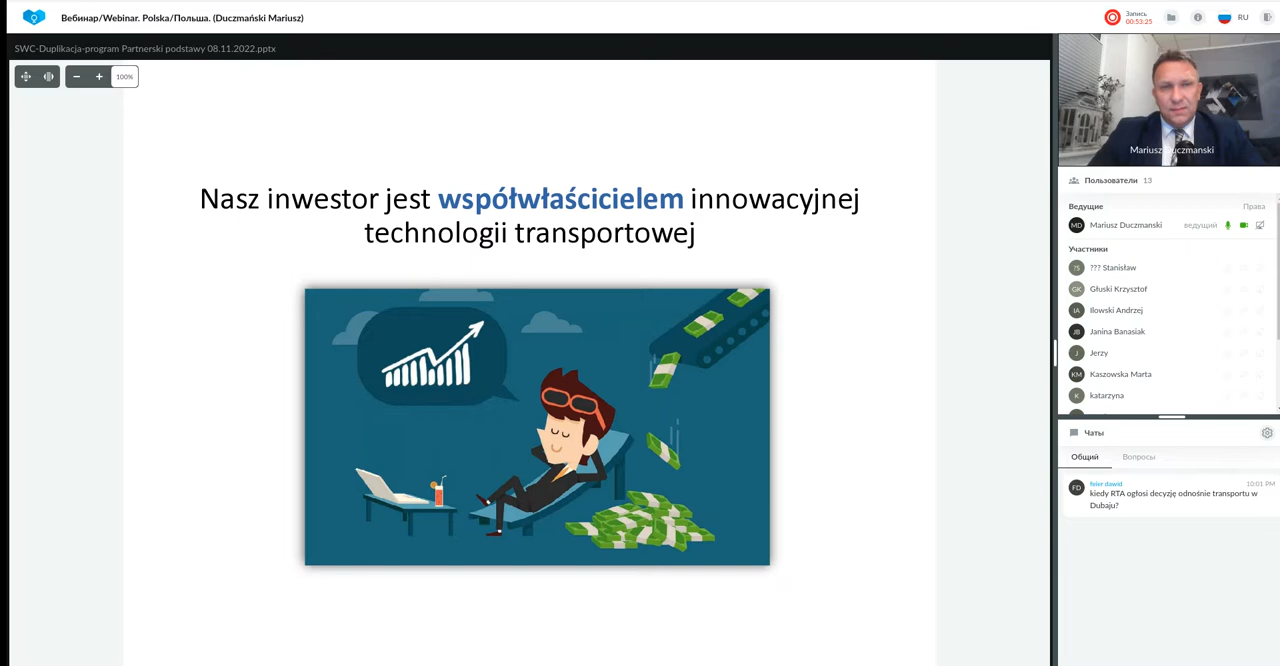 Вебинар/Webinar. Polska/Польша. (Duczmański Mariusz)
Запись
00:53:25
RU
SWC-Duplikacja-program Partnerski podstawy 08.11.2022.pptx
100%
Nasz inwestor jest współwłaścicielem innowacyjnej
technologii transportowej
Mariusz Duczmanski
Пользователи 13
Ведущие
Права
MD Mariusz Duczmanski ведущий
Участники
?S ??? Stanisław
GK Głuski Krzysztof
IA Ilowski Andrzej
JB Janina Banasiak
J Jerzy
KM Kaszowska Marta
K katarzyna
Чаты
Общий Вопросы
FD feier dawid 10:01 PM
kiedy RTA ogłosi decyzję odnośnie transportu w
Dubaju?